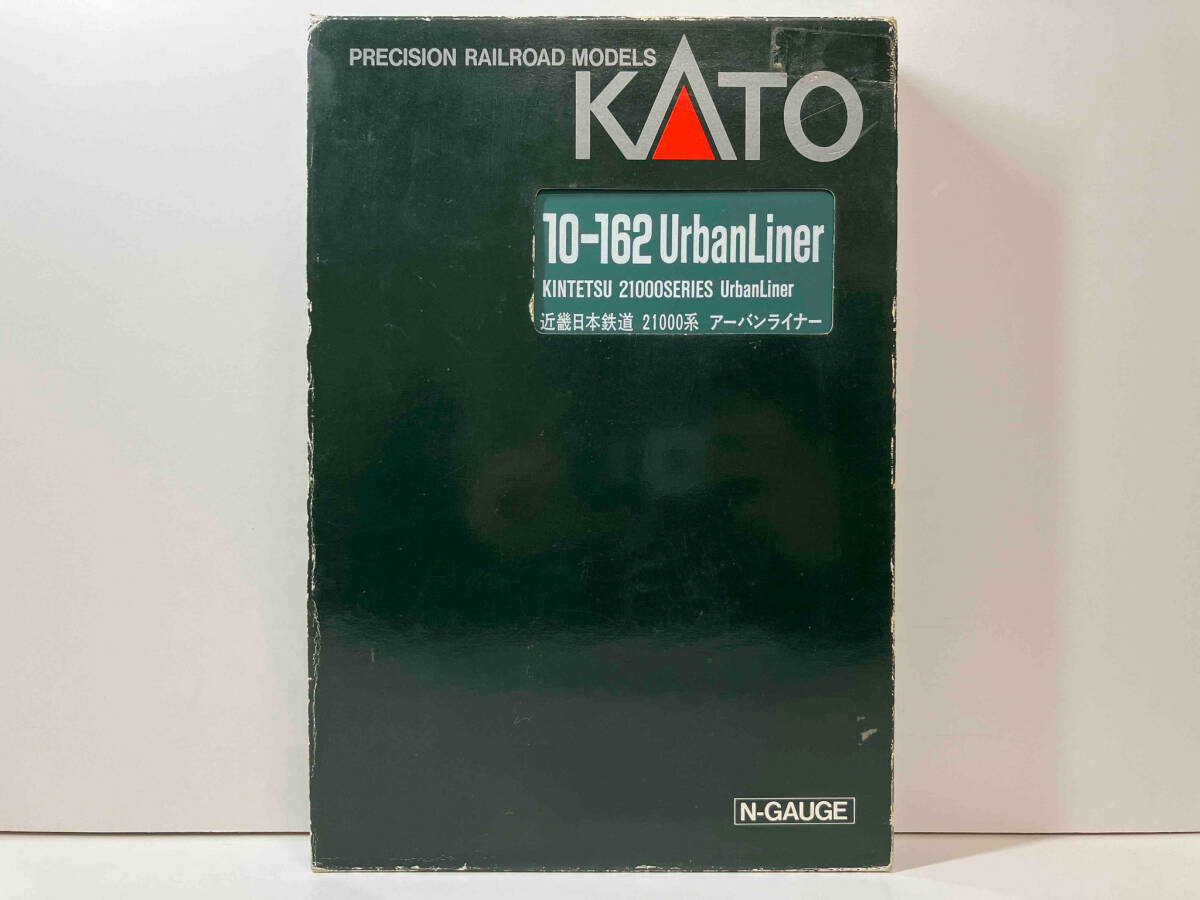 PRECISION RAILROAD MODELS
KATO
10-162 UrbanLiner
KINTETSU 21000SERIES UrbanLiner
近畿日本鉄道 21000系 アーバンライナー
N-GAUGE